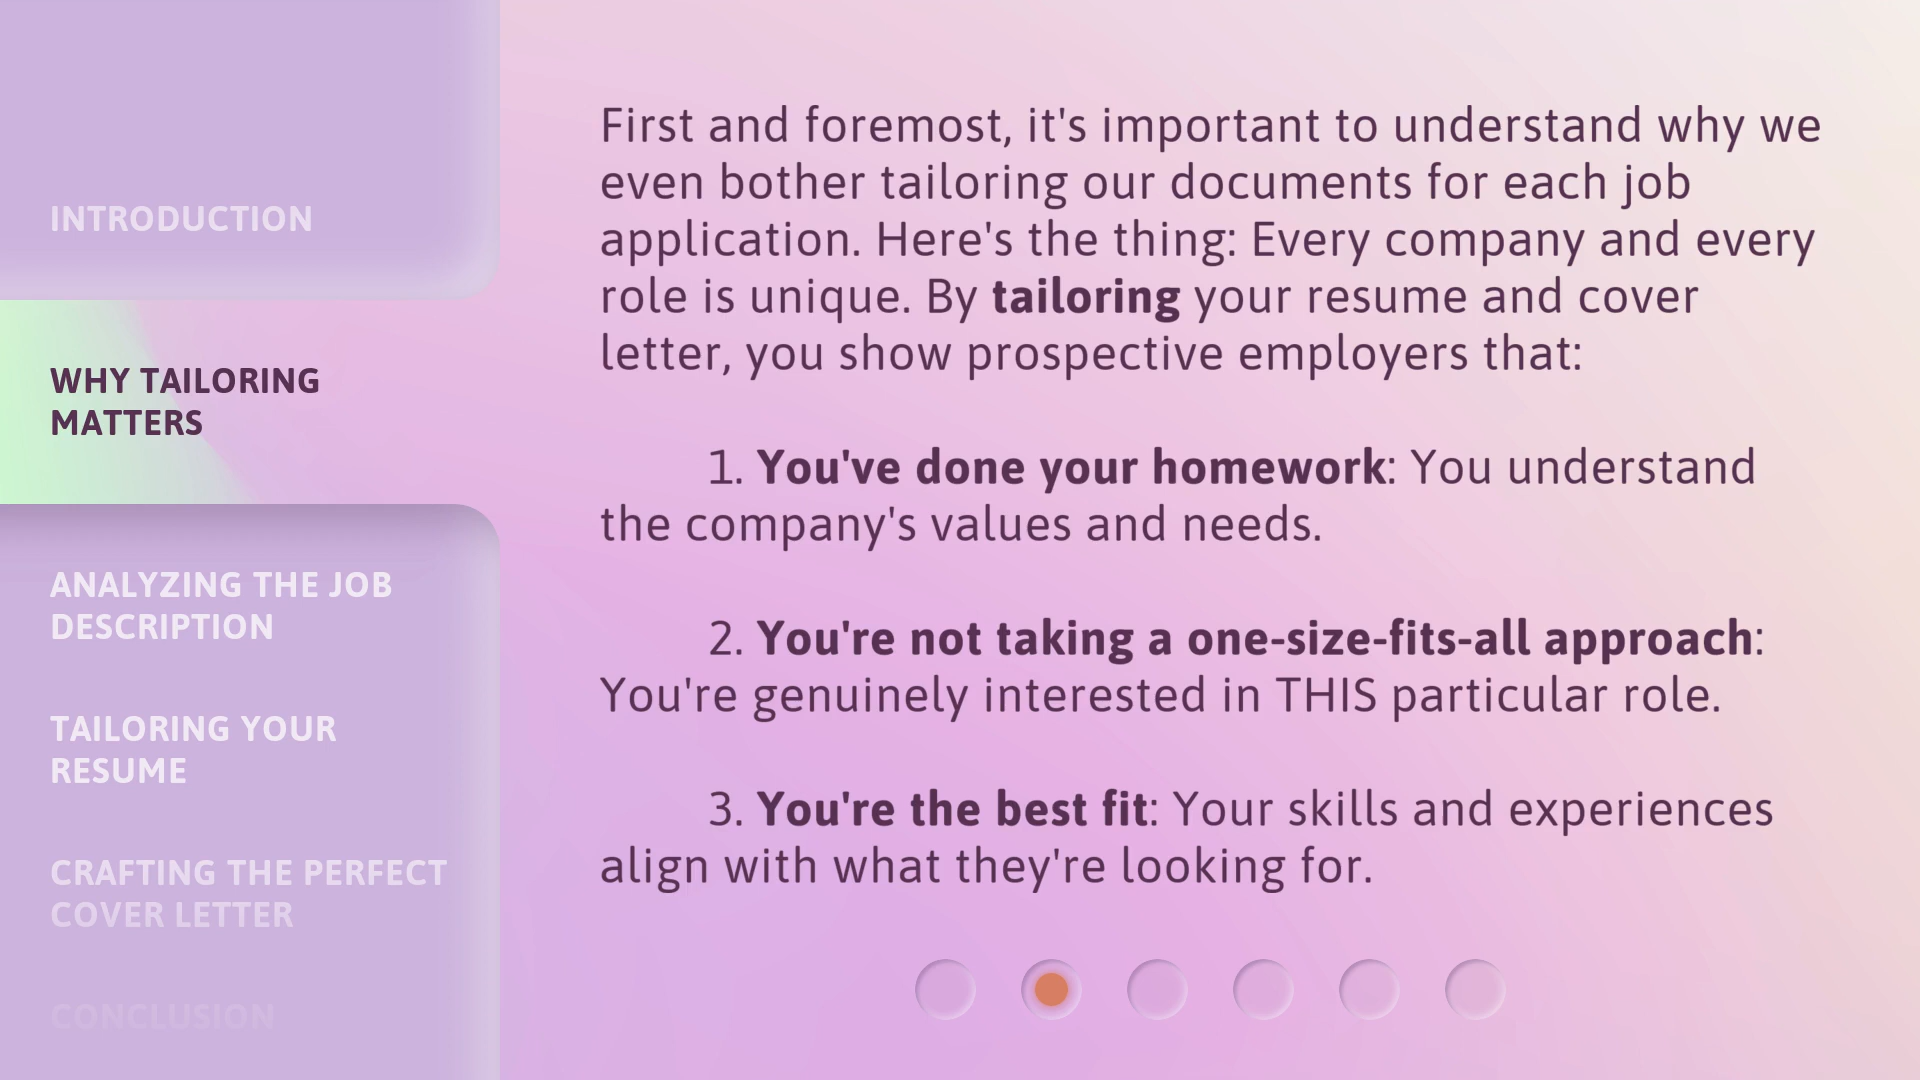 INTRODUCTION
WHY TAILORING
MATTERS
ANALYZING THE JOB
DESCRIPTION
TAILORING YOUR
RESUME
CRAFTING THE PERFECT
COVER LETTER
CONCLUSION
First and foremost, it's important to understand why we
even bother tailoring our documents for each job
application. Here's the thing: Every company and every
role is unique. By tailoring your resume and cover
letter, you show prospective employers that:
1. You've done your homework: You understand
the company's values and needs.
2. You're not taking a one-size-fits-all approach:
You're genuinely interested in THIS particular role.
3. You're the best fit: Your skills and experiences
align with what they're looking for.